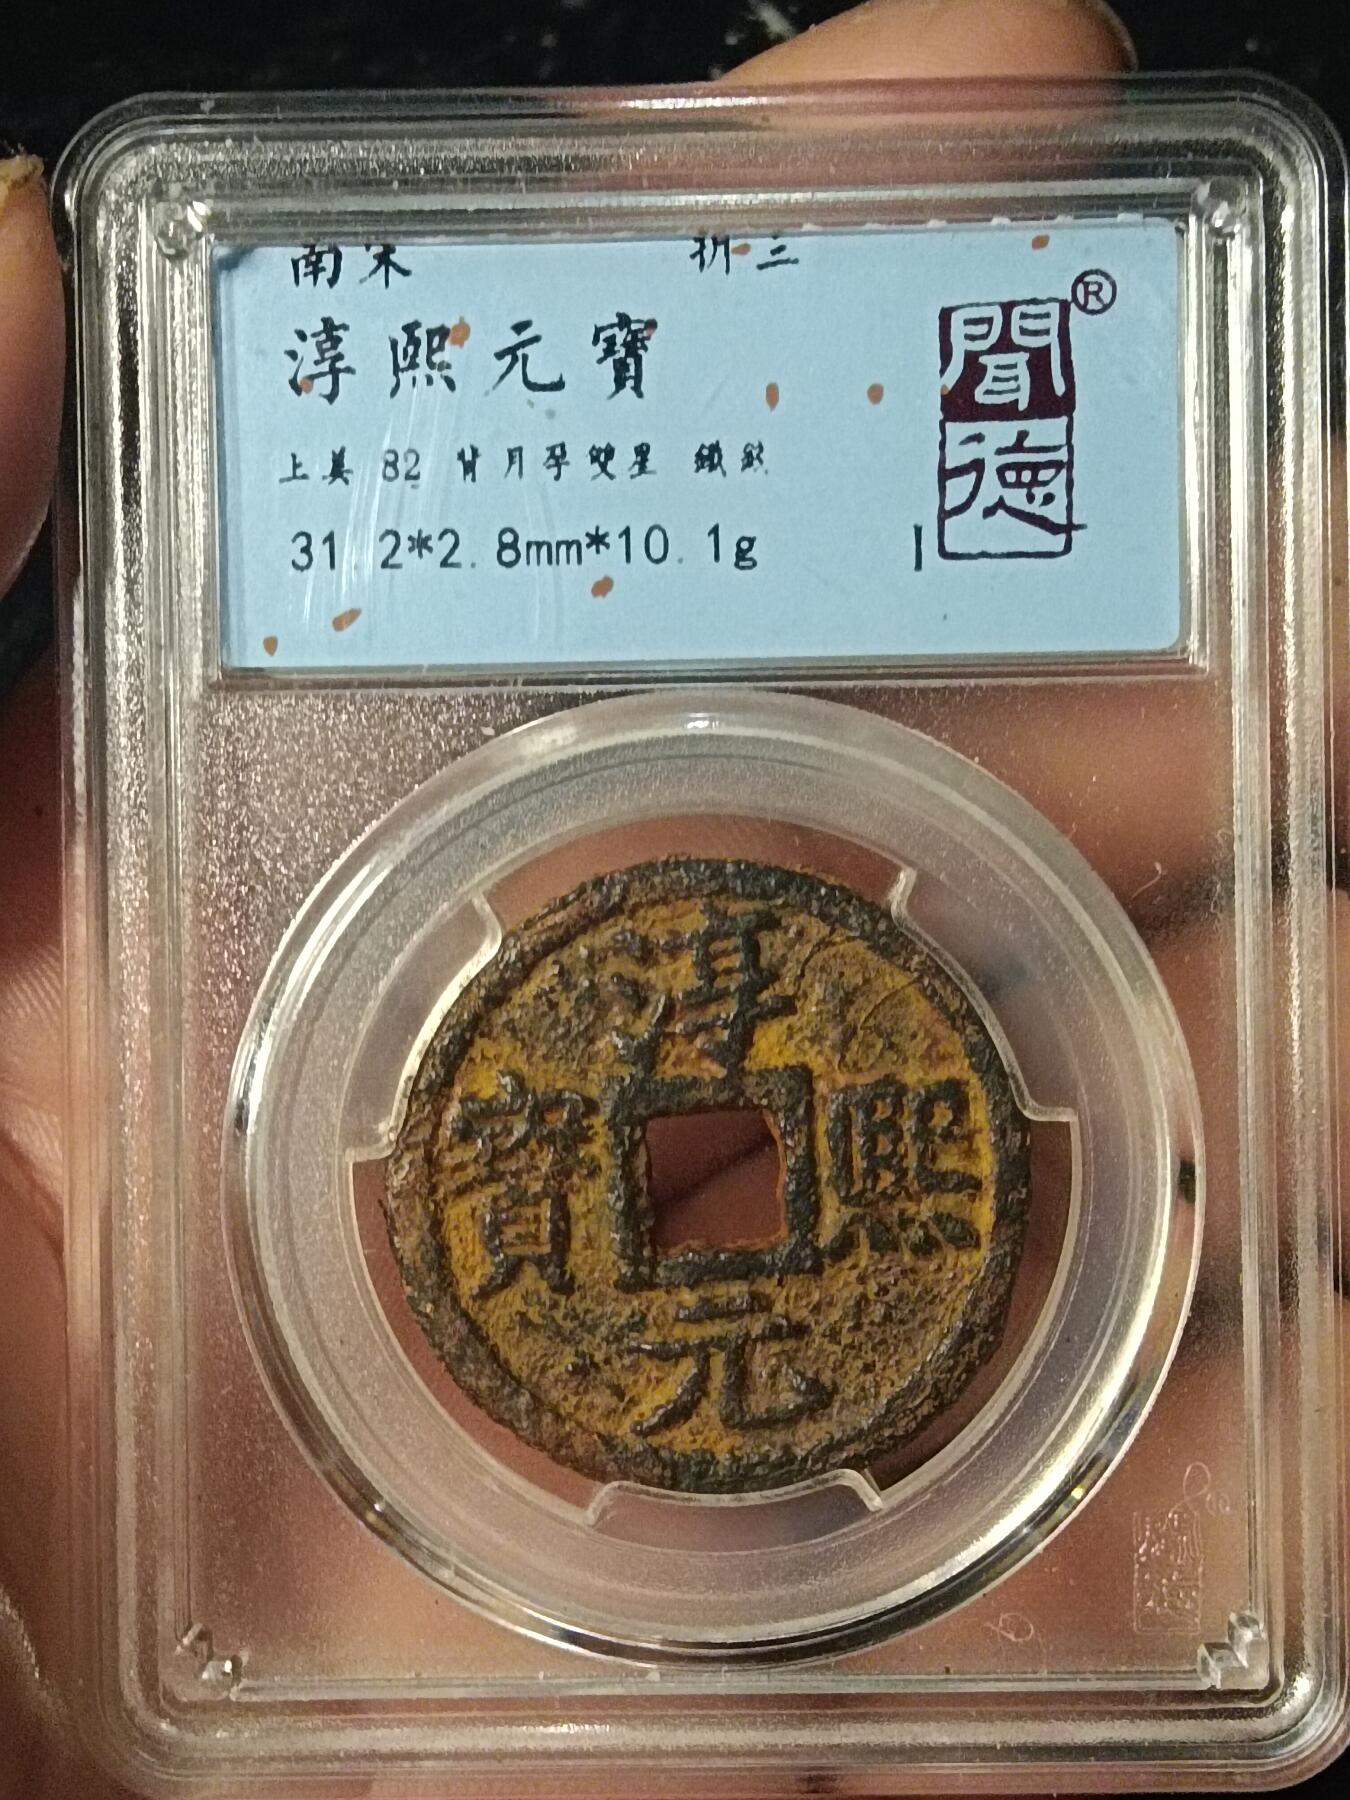 南宋 折三
淳熙元寶
上美 82 背月孕雙星 鐵錢
31.2*2.8mm*10.1g
聞德®
淳熙元寶